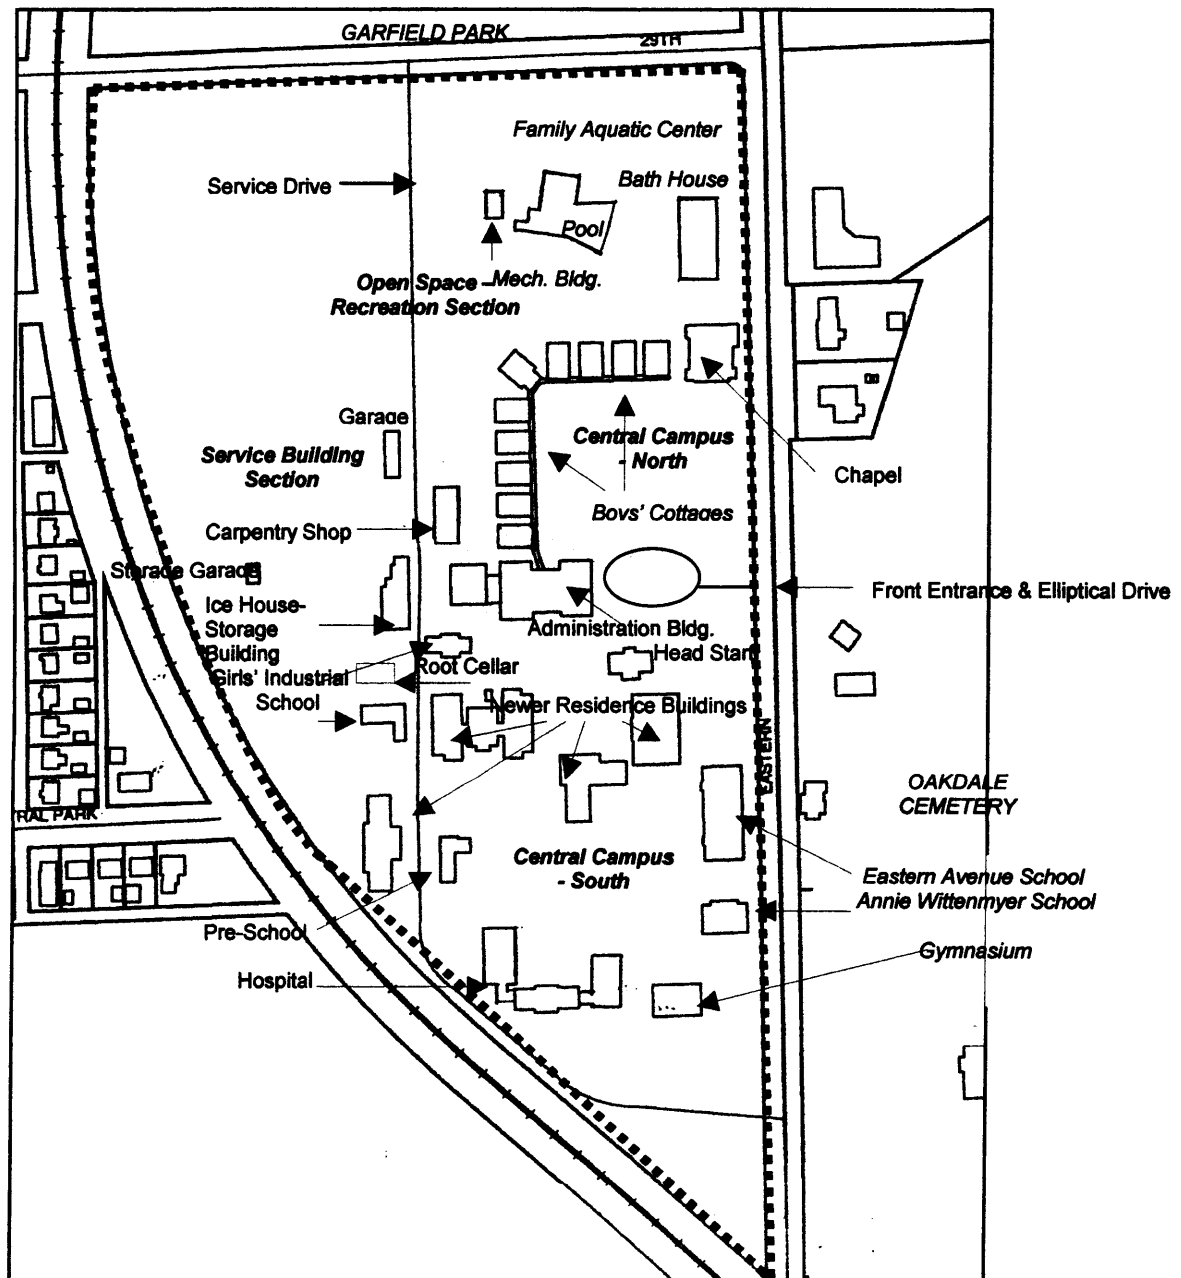 GARFIELD PARK
29TH
Family Aquatic Center
Service Drive
Bath House
Pool
Open Space - Mech. Bldg.
Recreation Section
Garage
Central Campus
- North
Service Building
Section
Chapel
Boys' Cottages
Carpentry Shop
Storage Garage
Front Entrance & Elliptical Drive
Ice House-
Storage
Building
Administration Bldg.
Head Start
Root Cellar
Girls' Industrial
School
Newer Residence Buildings
EASTERN
OAKDALE
CEMETERY
RAL PARK
Central Campus
- South
Eastern Avenue School
Annie Wittenmyer School
Pre-School
Gymnasium
Hospital